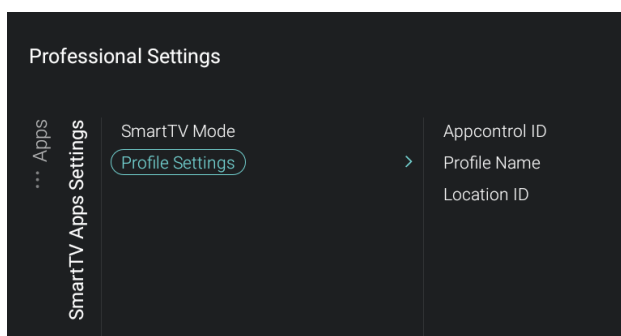 Professional Settings
... Apps
SmartTV Apps Settings
SmartTV Mode
Profile Settings >
Appcontrol ID
Profile Name
Location ID